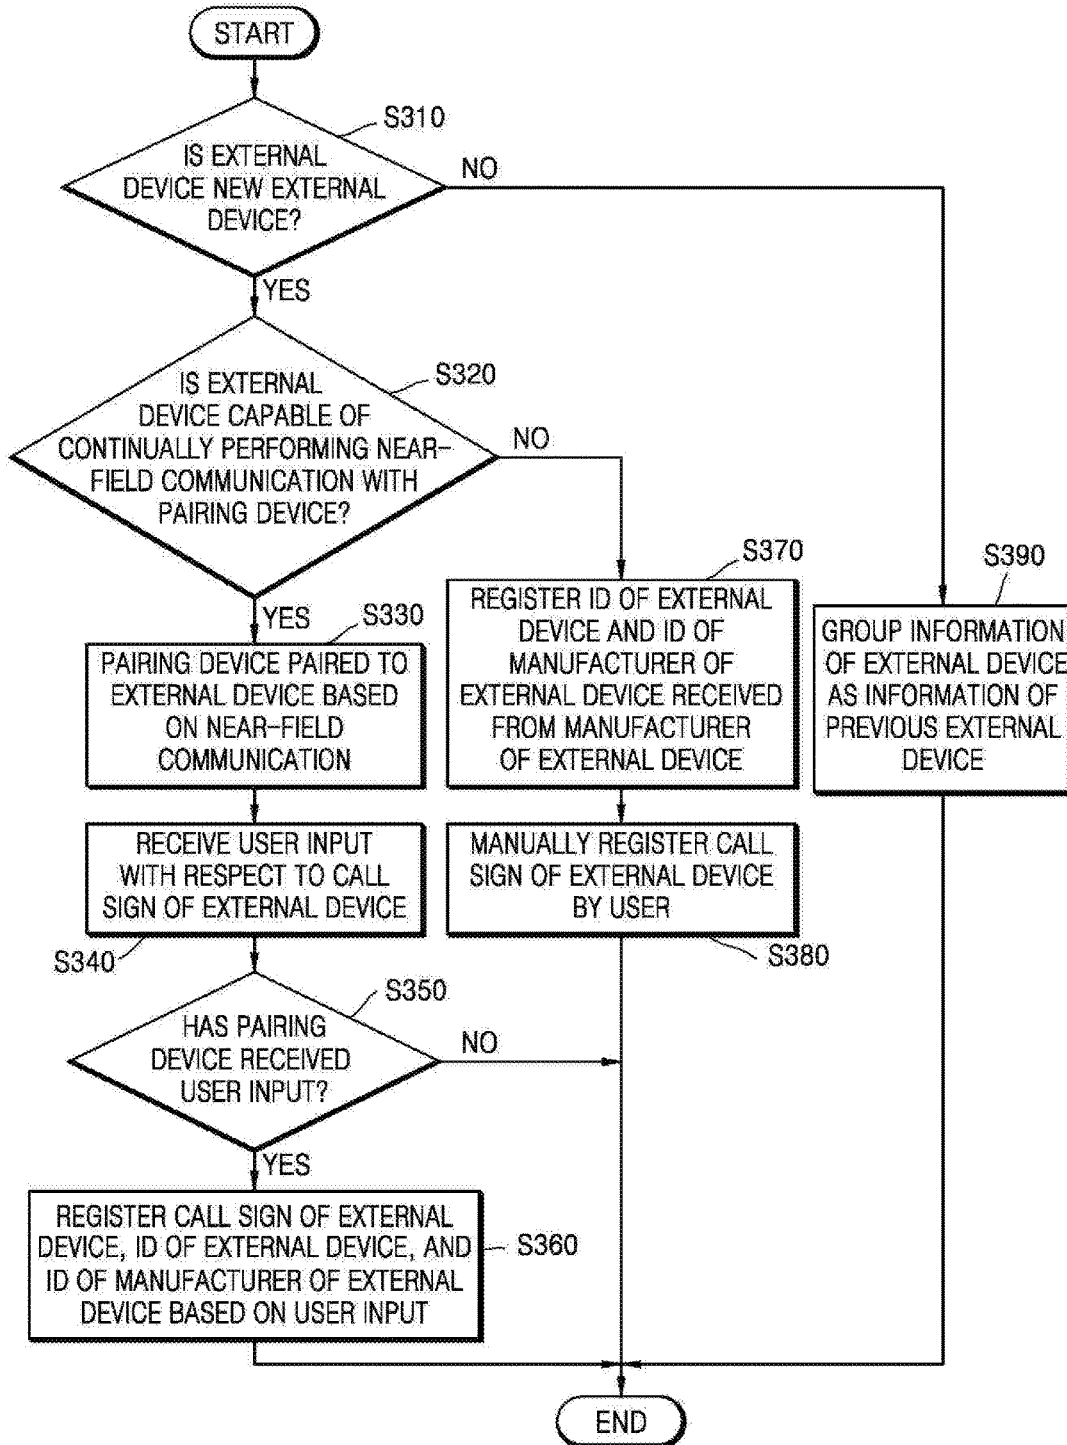 START
S310
IS EXTERNAL
DEVICE NEW EXTERNAL
DEVICE?
NO
YES
S320
IS EXTERNAL
DEVICE CAPABLE OF
CONTINUALLY PERFORMING NEAR-
FIELD COMMUNICATION WITH
PAIRING DEVICE?
NO
YES
S330
PAIRING DEVICE PAIRED TO
EXTERNAL DEVICE BASED
ON NEAR-FIELD
COMMUNICATION
S370
REGISTER ID OF EXTERNAL
DEVICE AND ID OF
MANUFACTURER OF
EXTERNAL DEVICE RECEIVED
FROM MANUFACTURER
OF EXTERNAL DEVICE
S390
GROUP INFORMATION
OF EXTERNAL DEVICE
AS INFORMATION OF
PREVIOUS EXTERNAL
DEVICE
RECEIVE USER INPUT
WITH RESPECT TO CALL
SIGN OF EXTERNAL DEVICE
S340
MANUALLY REGISTER CALL
SIGN OF EXTERNAL DEVICE
BY USER
S380
S350
HAS PAIRING
DEVICE RECEIVED
USER INPUT?
NO
YES
REGISTER CALL SIGN OF EXTERNAL
DEVICE, ID OF EXTERNAL DEVICE, AND
ID OF MANUFACTURER OF EXTERNAL
DEVICE BASED ON USER INPUT
S360
END